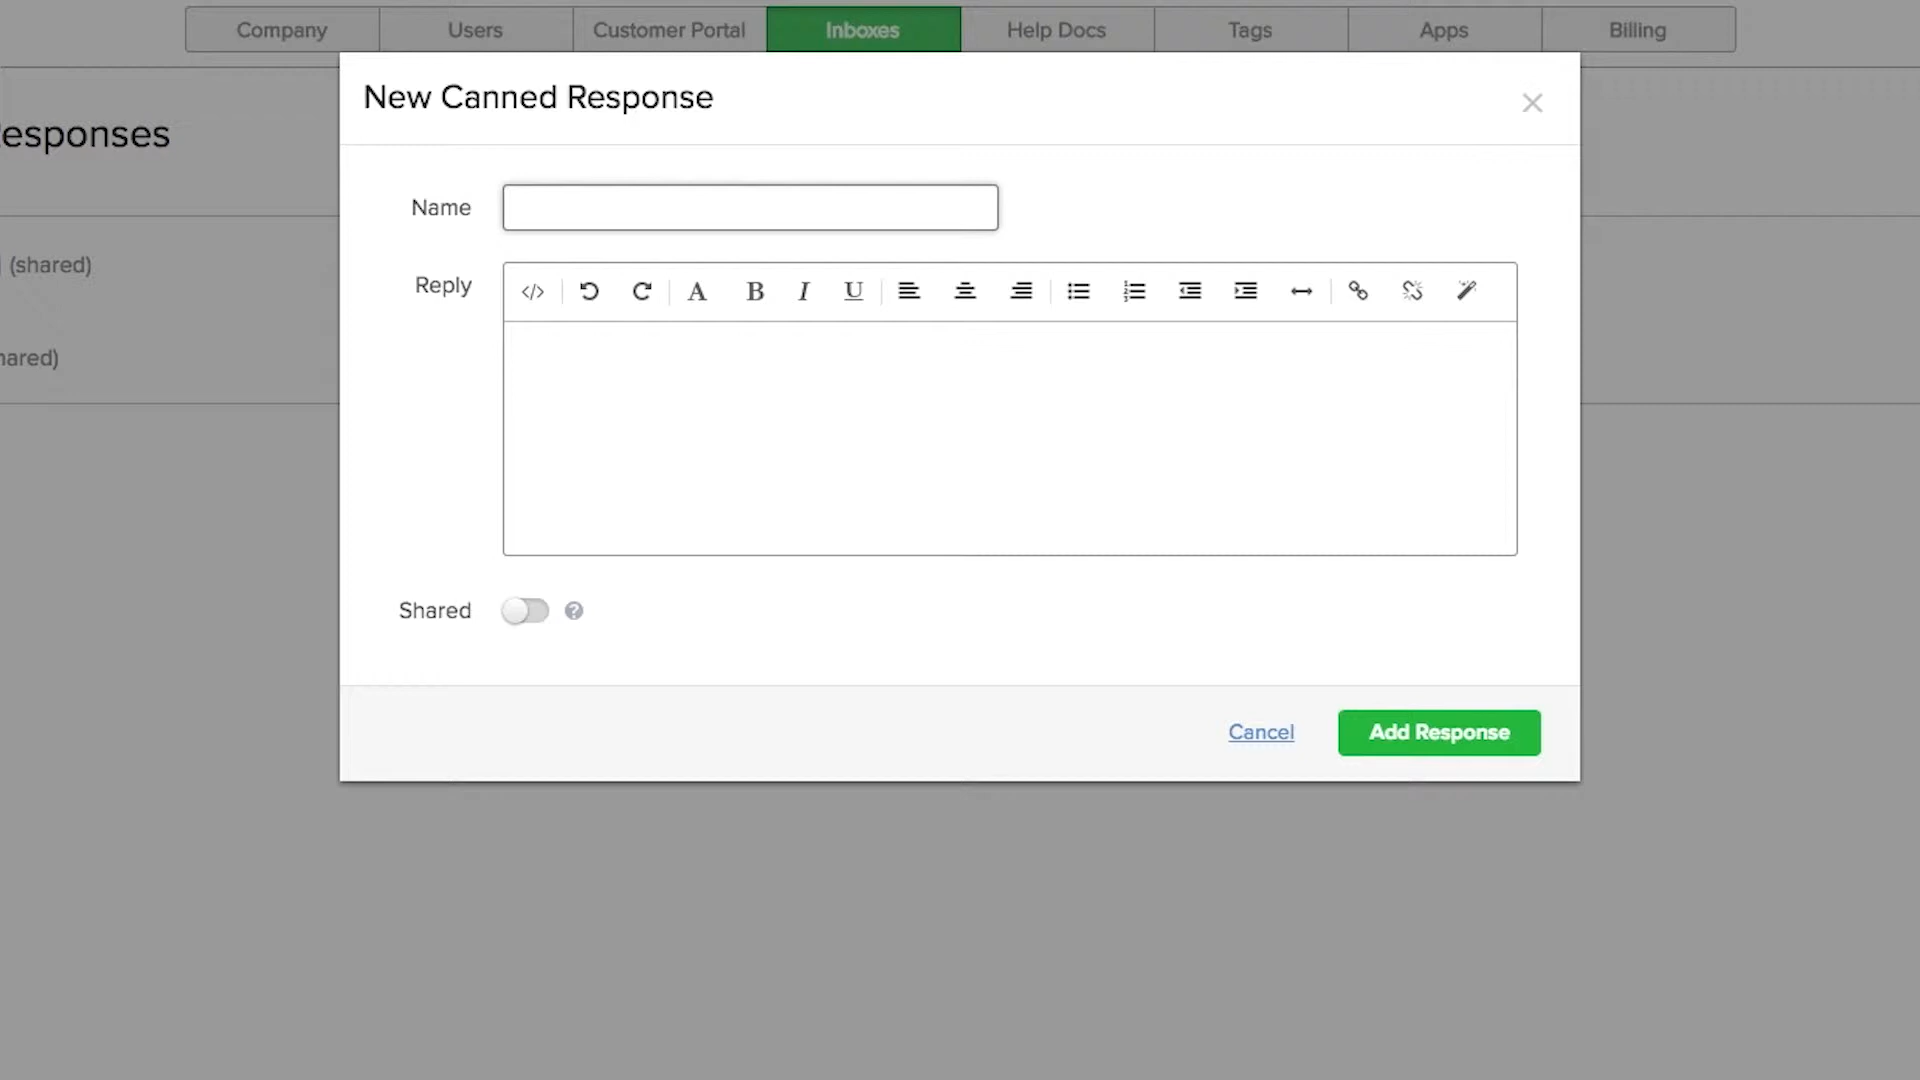 Company Users Customer Portal Inboxes Help Docs Tags Apps Billing
New Canned Response
esponses
Name
(shared)
Reply
A B I U
hared)
Shared
Cancel Add Response